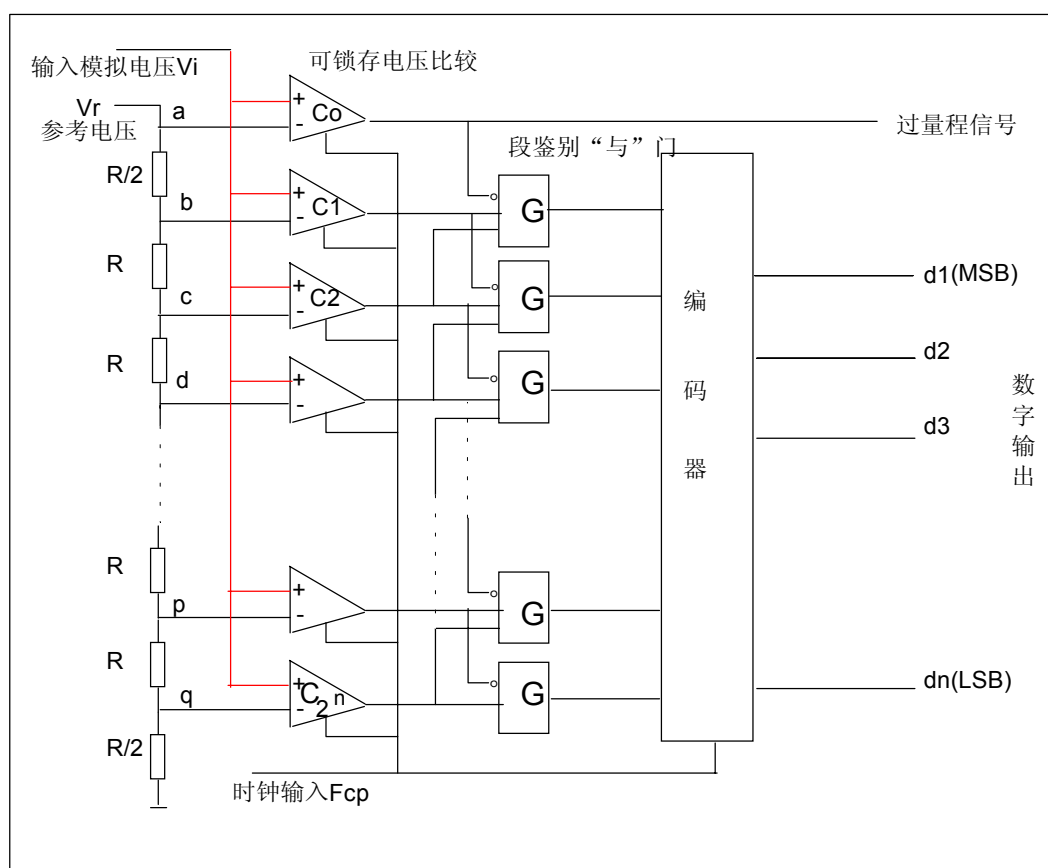 输入模拟电压Vi
可锁存电压比较
Vr
参考电压
a
Co
过量程信号
段鉴别“与”门
R/2
b
C1
G
R
c
C2
G
编码器
d1(MSB)
d2
d3
数字输出
R
d
G
R
p
G
R
q
C2n
G
dn(LSB)
R/2
时钟输入Fcp